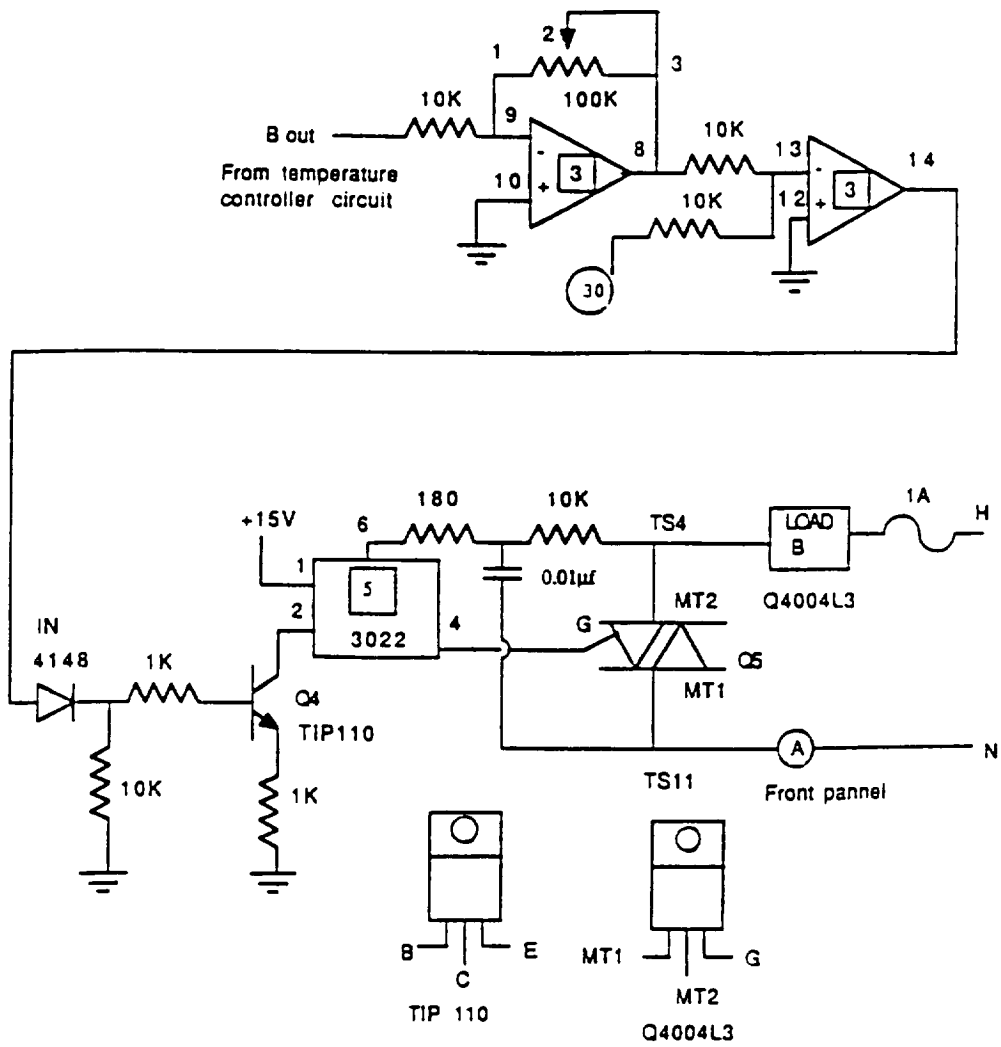 2
1
3
10K
100K
9
B out
10K
8
13
14
-
-
3
3
From temperature
controller circuit
10
+
12
+
10K
30
180
10K
1A
+15V
6
TS4
LOAD
B
H
1
5
0.01µf
Q4004L3
2
4
G
MT2
3022
Q5
IN
4148
1K
Q4
MT1
TIP110
A
N
10K
1K
TS11
Front pannel
B
E
MT1
G
C
MT2
TIP 110
Q4004L3